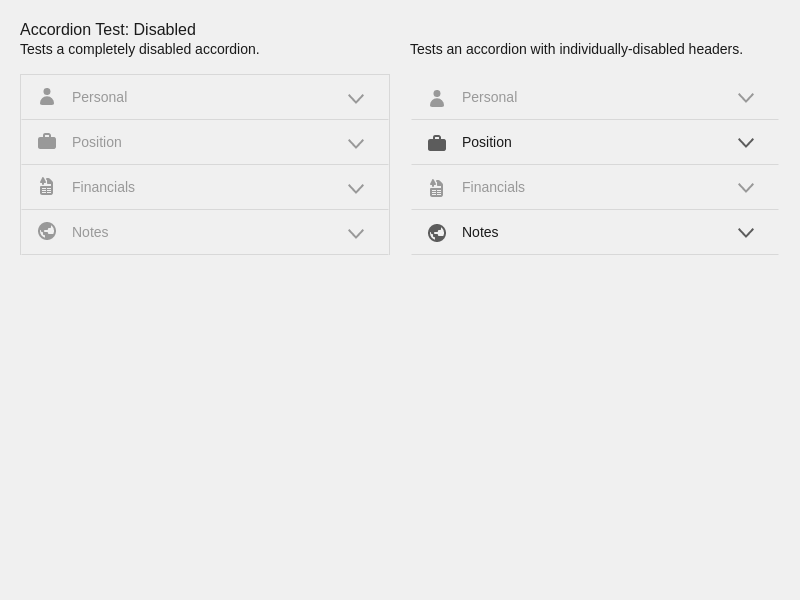 Accordion Test: Disabled
Tests a completely disabled accordion.
Personal
Position
Financials
Notes
Tests an accordion with individually-disabled headers.
Personal
Position
Financials
Notes